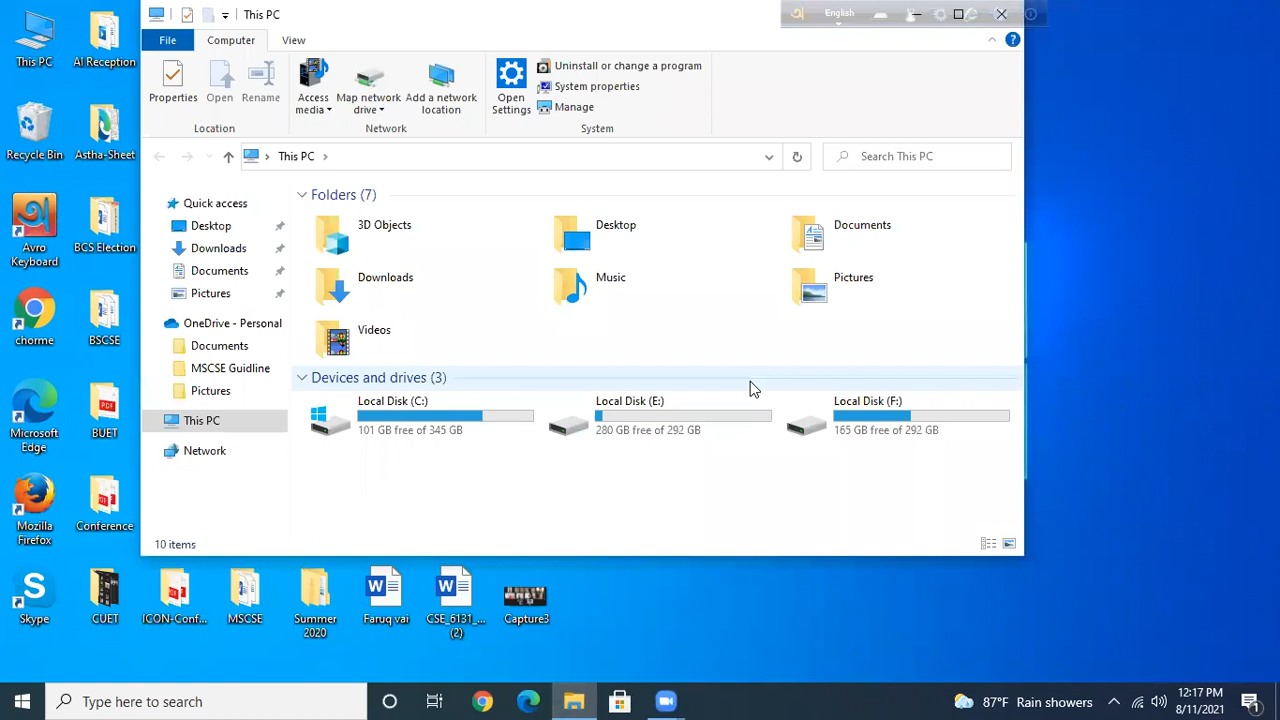 This PC
English
File
Computer
View
Properties
Open
Rename
Access
media
Map network
drive
Add a network
location
Open
Settings
Uninstall or change a program
System properties
Manage
Location
Network
System
This PC
Search This PC
Quick access
Desktop
Downloads
Documents
Pictures
OneDrive - Personal
Documents
MSCSE Guidline
Pictures
This PC
Network
Folders (7)
3D Objects
Desktop
Documents
Downloads
Music
Pictures
Videos
Devices and drives (3)
Local Disk (C:)
101 GB free of 345 GB
Local Disk (E:)
280 GB free of 292 GB
Local Disk (F:)
165 GB free of 292 GB
10 items
This PC
AI Reception
Recycle Bin
Astha-Sheet
Avro
Keyboard
BCS Election
chorme
BSCSE
Microsoft
Edge
BUET
Mozilla
Firefox
Conference
Skype
CUET
ICON-Conf...
MSCSE
Summer
2020
Faruq vai
CSE_6131_...
(2)
Capture3
Type here to search
87°F Rain showers
12:17 PM
8/11/2021
1